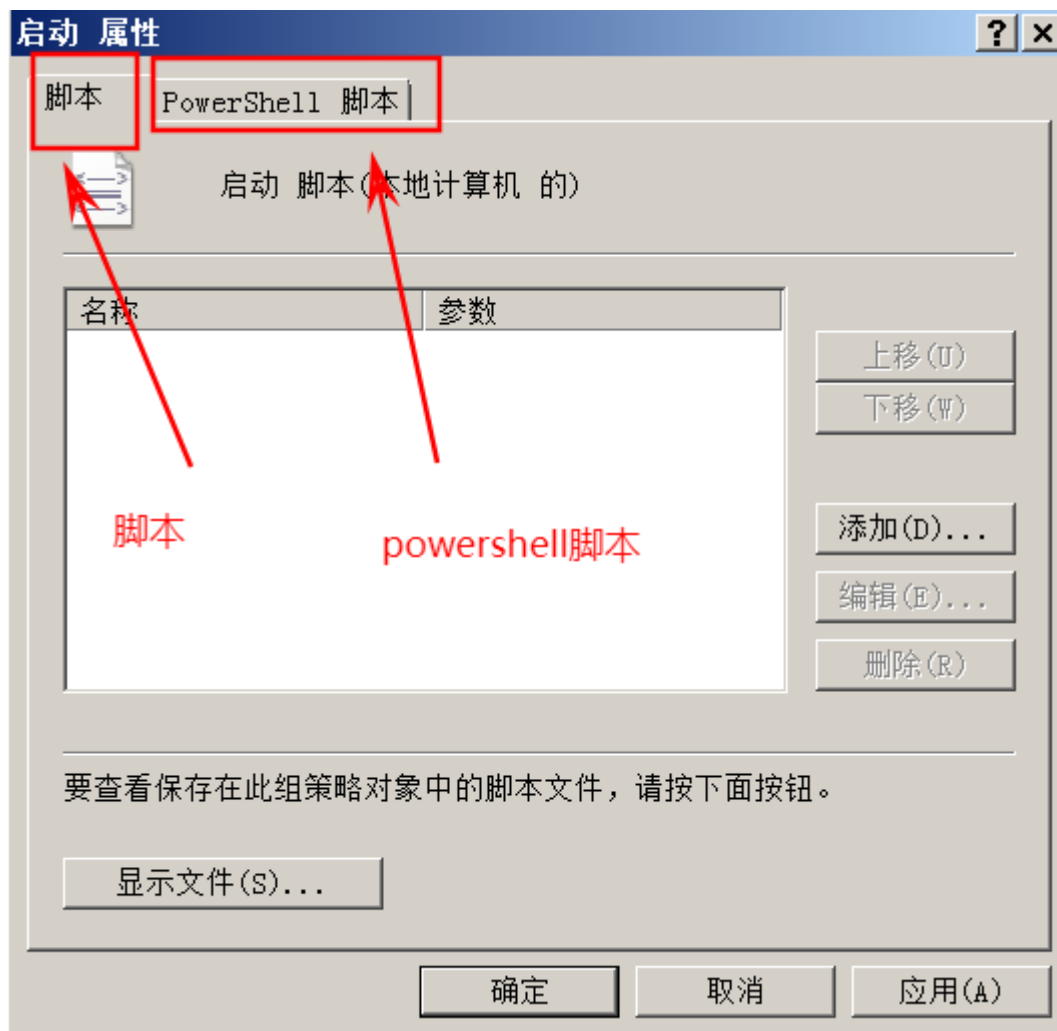 启动 属性
脚本 PowerShell 脚本
启动 脚本(本地计算机 的)
名称 参数
上移(U)
下移(W)
脚本 powershell脚本
添加(D)...
编辑(E)...
删除(R)
要查看保存在此组策略对象中的脚本文件，请按下面按钮。
显示文件(S)...
确定 取消 应用(A)